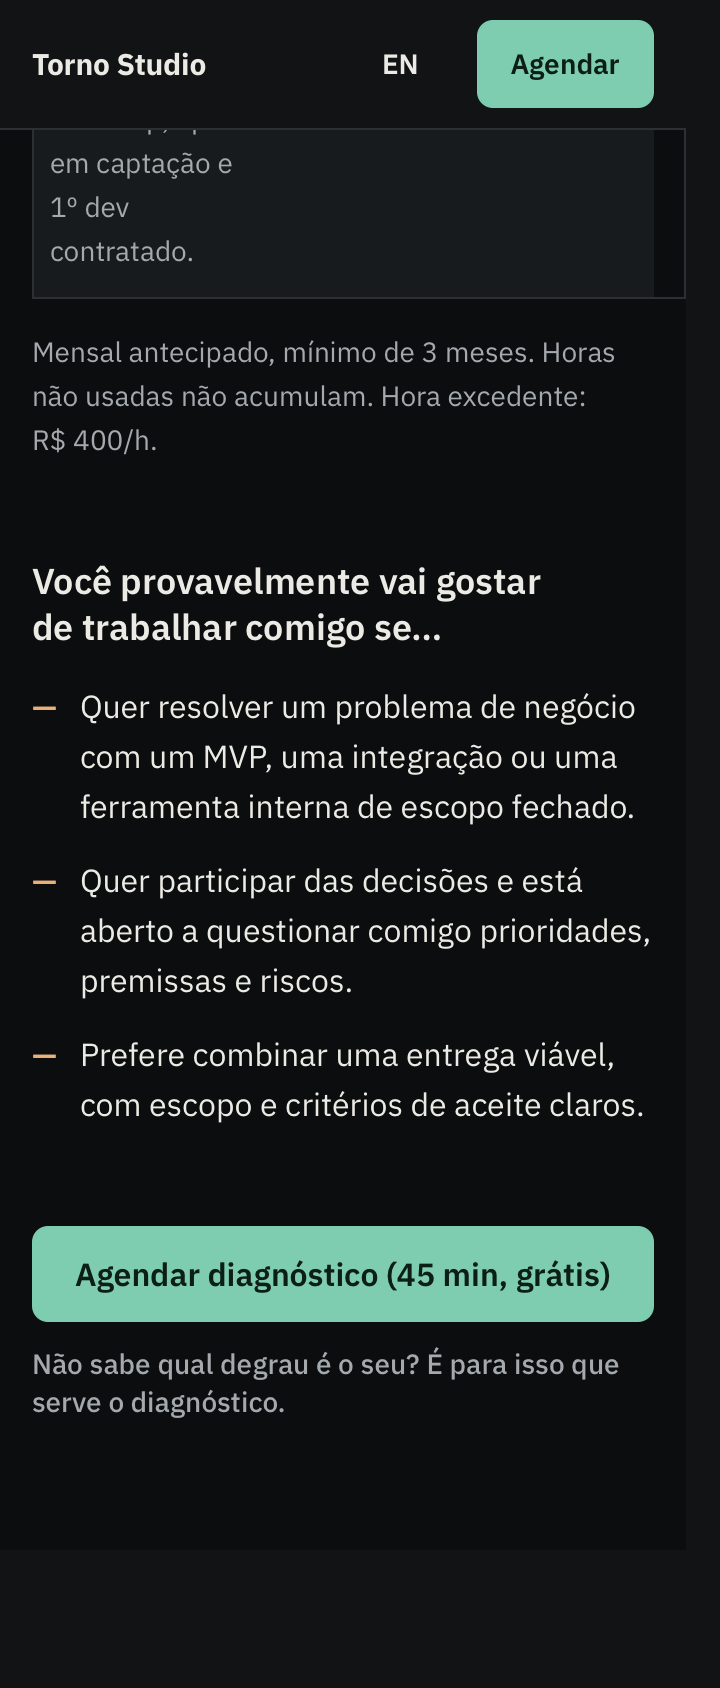 Torno Studio
EN
Agendar
em captação e
1º dev
contratado.
Mensal antecipado, mínimo de 3 meses. Horas
não usadas não acumulam. Hora excedente:
R$ 400/h.
Você provavelmente vai gostar
de trabalhar comigo se...
— Quer resolver um problema de negócio
com um MVP, uma integração ou uma
ferramenta interna de escopo fechado.
— Quer participar das decisões e está
aberto a questionar comigo prioridades,
premissas e riscos.
— Prefere combinar uma entrega viável,
com escopo e critérios de aceite claros.
Agendar diagnóstico (45 min, grátis)
Não sabe qual degrau é o seu? É para isso que
serve o diagnóstico.